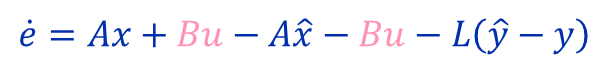 ė = Ax + Bu − Ax̂ − Bu − L(ŷ − y)